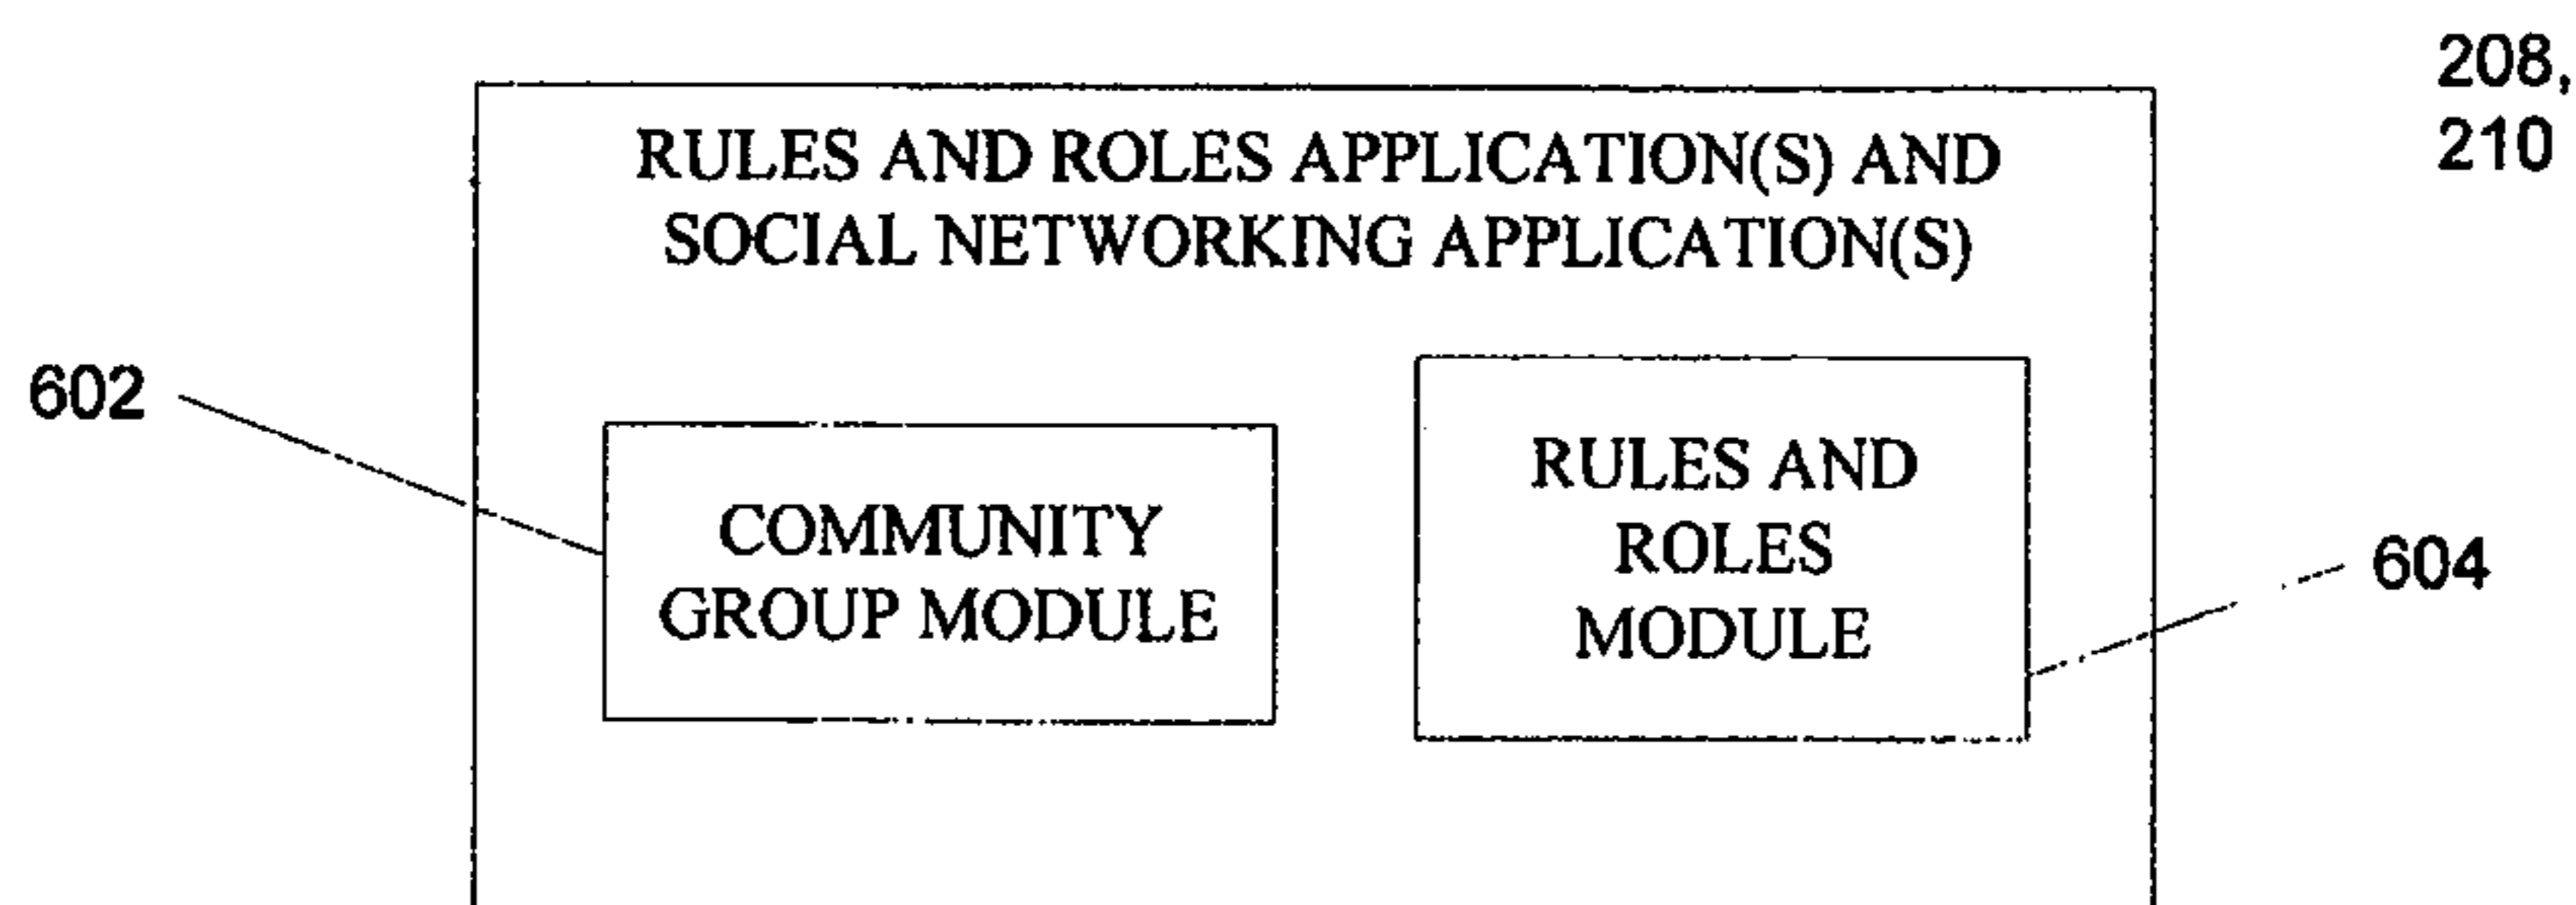 208,
210
RULES AND ROLES APPLICATION(S) AND
SOCIAL NETWORKING APPLICATION(S)
602
COMMUNITY
GROUP MODULE
RULES AND
ROLES
MODULE
604